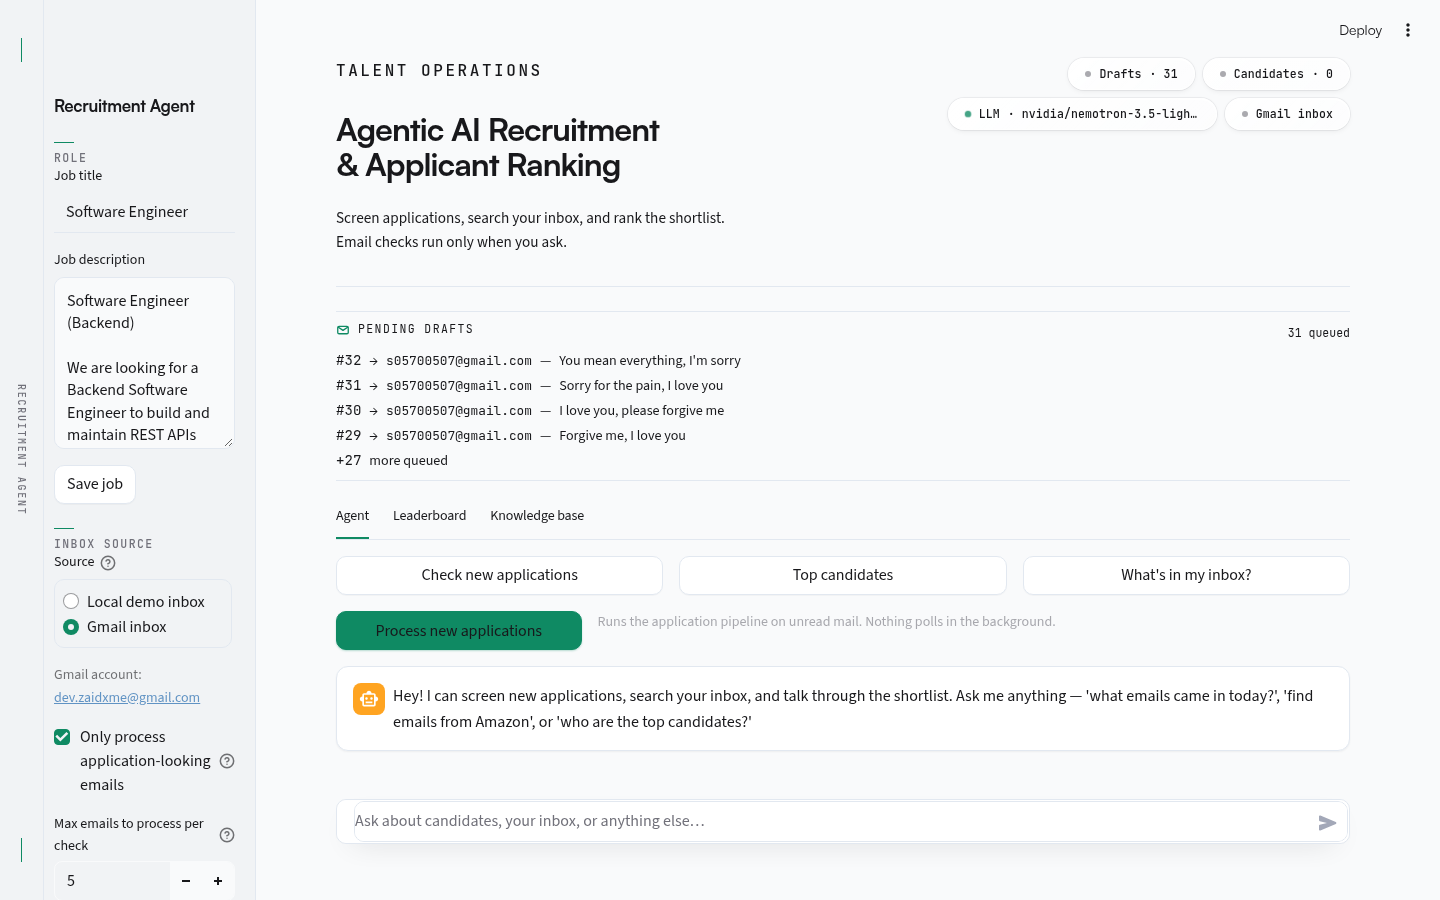 RECRUITMENT AGENT
Recruitment Agent
ROLE
Job title
Software Engineer
Job description
Software Engineer
(Backend)
We are looking for a
Backend Software
Engineer to build and
maintain REST APIs
Save job
INBOX SOURCE
Source
Local demo inbox
Gmail inbox
Gmail account:
dev.zaidxme@gmail.com
Only process
application-looking
emails
Max emails to process per
check
5
Deploy
TALENT OPERATIONS
Drafts · 31
Candidates · 0
LLM · nvidia/nemotron-3.5-ligh…
Gmail inbox
Agentic AI Recruitment
& Applicant Ranking
Screen applications, search your inbox, and rank the shortlist.
Email checks run only when you ask.
PENDING DRAFTS
31 queued
#32 → s05700507@gmail.com — You mean everything, I'm sorry
#31 → s05700507@gmail.com — Sorry for the pain, I love you
#30 → s05700507@gmail.com — I love you, please forgive me
#29 → s05700507@gmail.com — Forgive me, I love you
+27 more queued
Agent Leaderboard Knowledge base
Check new applications
Top candidates
What's in my inbox?
Process new applications
Runs the application pipeline on unread mail. Nothing polls in the background.
Hey! I can screen new applications, search your inbox, and talk through the shortlist. Ask me anything — 'what emails came in today?', 'find
emails from Amazon', or 'who are the top candidates?'
Ask about candidates, your inbox, or anything else…